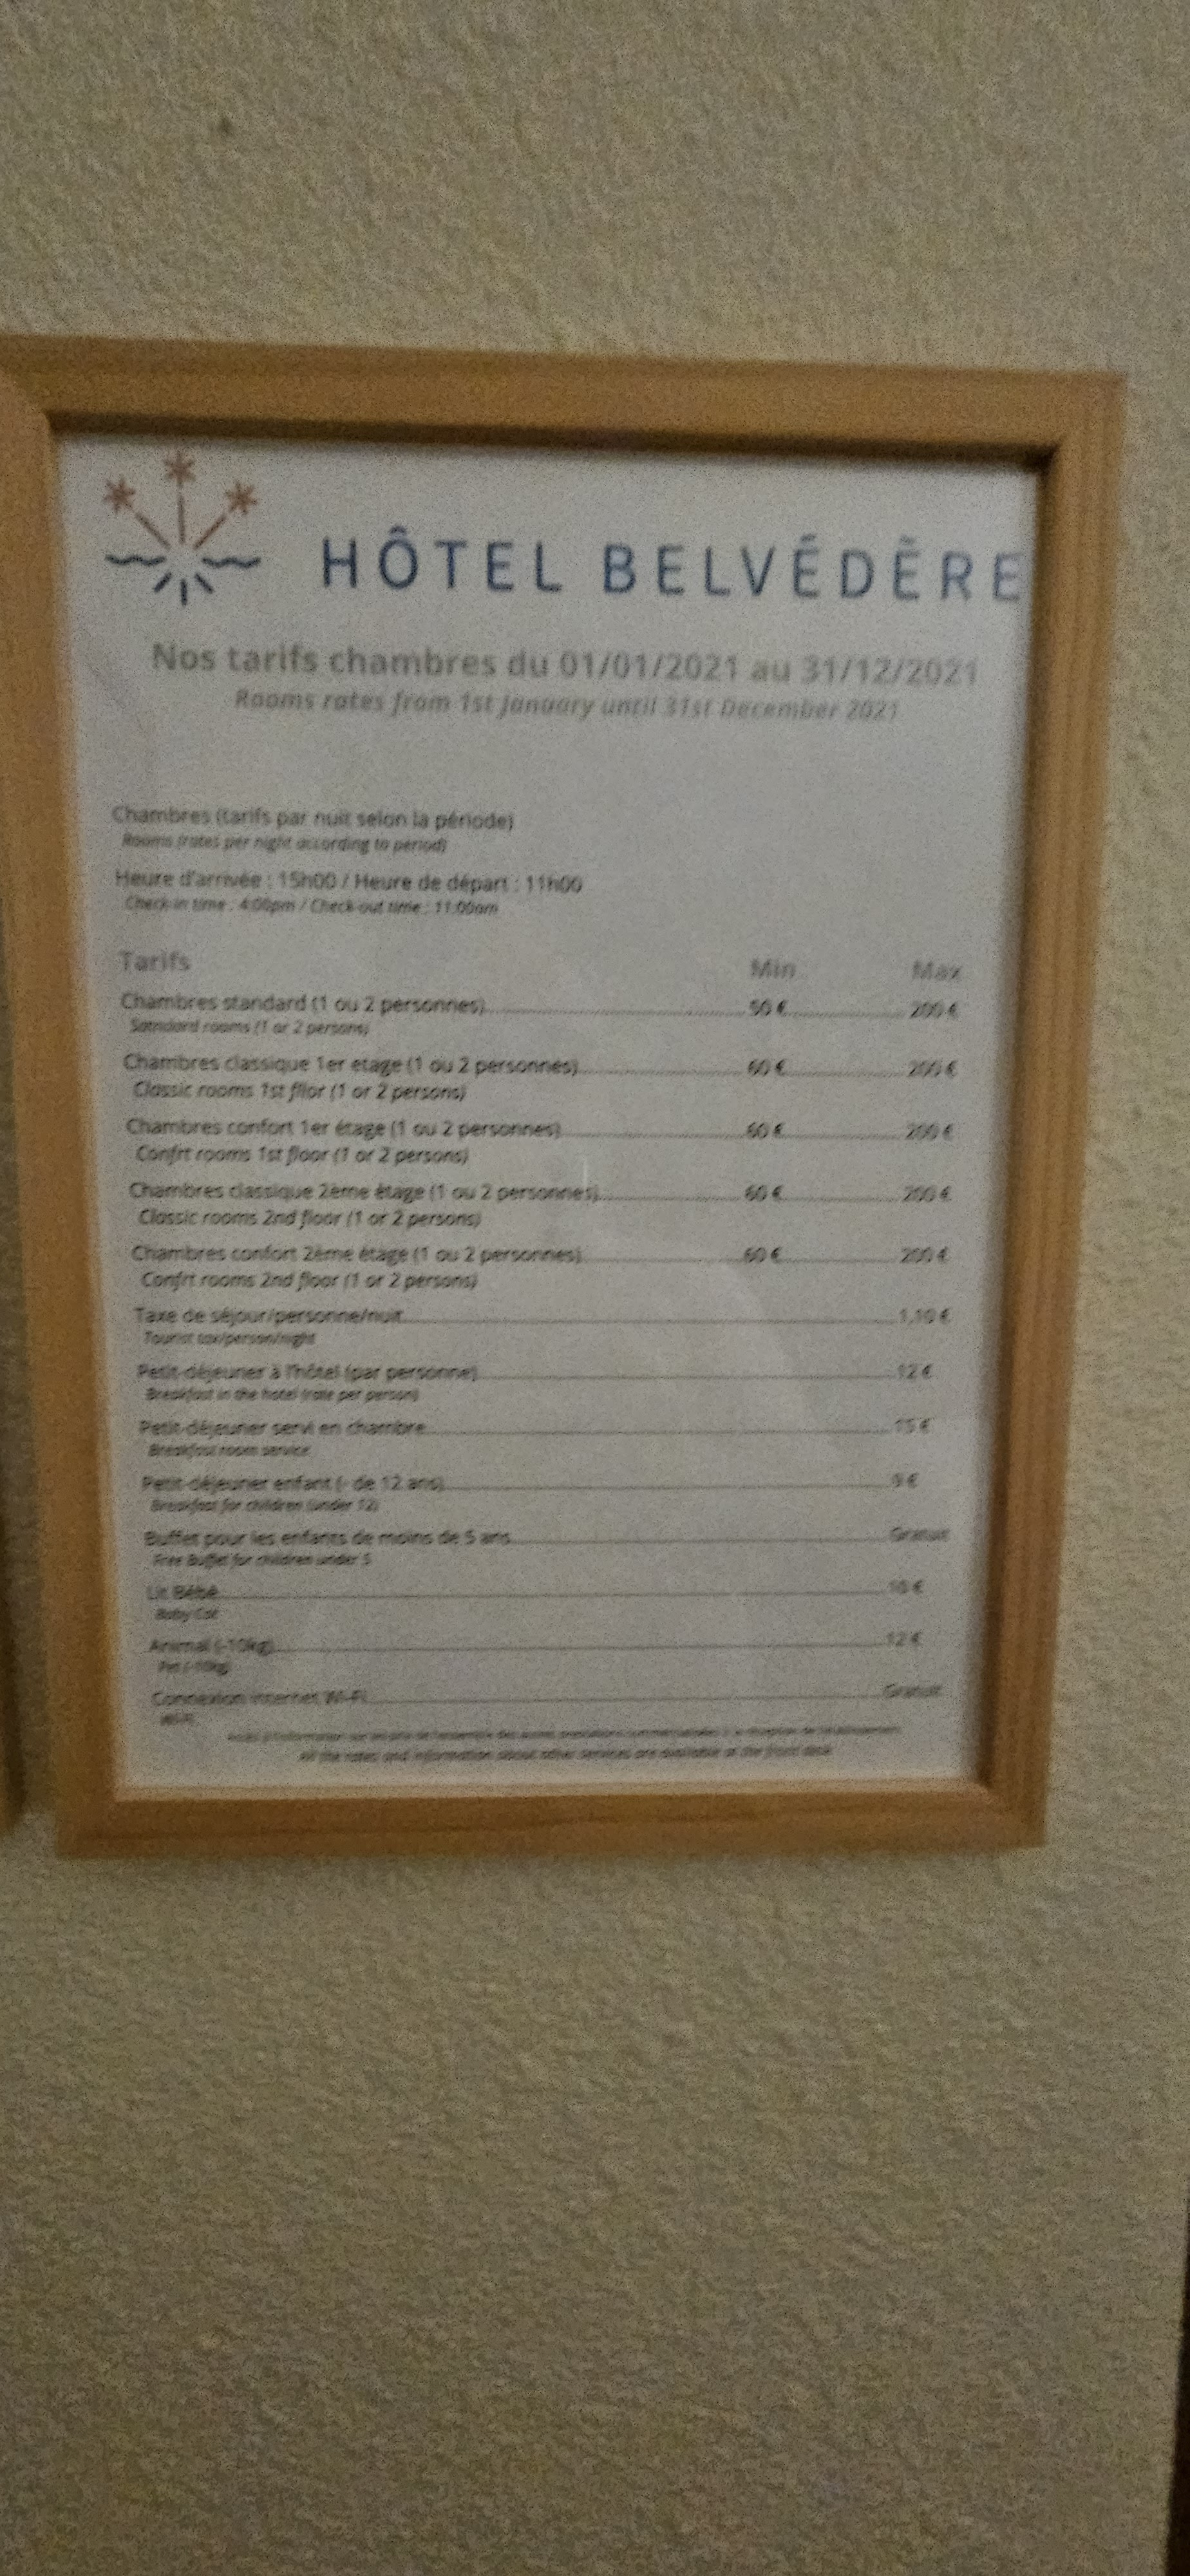 HÔTEL BELVÉDÈRE
Nos tarifs chambres du 01/01/2021 au 31/12/2021
Rooms rates from 1st January until 31st December 2021
Chambres (tarifs par nuit selon la période)
Rooms (rates per night according to period)
Heure d'arrivée : 15h00 / Heure de départ : 11h00
Check-in time : 4:00pm / Check-out time : 11:00am
Tarifs Min Max
Chambres standard (1 ou 2 personnes) 50 € 200 €
Satndard rooms (1 or 2 persons)
Chambres classique 1er etage (1 ou 2 personnes) 60 € 200 €
Classic rooms 1st fllor (1 or 2 persons)
Chambres confort 1er étage (1 ou 2 personnes) 60 € 200 €
Confrt rooms 1st floor (1 or 2 persons)
Chambres classique 2ème étage (1 ou 2 personnes) 60 € 200 €
Classic rooms 2nd floor (1 or 2 persons)
Chambres confort 2ème étage (1 ou 2 personnes) 60 € 200 €
Confrt rooms 2nd floor (1 or 2 persons)
Taxe de séjour/personne/nuit 1,10 €
Tourist tax/person/night
Petit-déjeuner à l'hôtel (par personne) 12 €
Breakfast in the hotel (rate per person)
Petit-déjeuner servi en chambre 15 €
Breakfast room service
Petit-déjeuner enfant (- de 12 ans) 9 €
Breakfast for children (under 12)
Buffet pour les enfants de moins de 5 ans Gratuit
Free Buffet for children under 5
Lit Bébé 10 €
Baby Cot
Animal (-10kg) 12 €
Pet (-10kg)
Connexion internet Wi-Fi Gratuit
Wi-Fi
all the rates and information about other services are available at the front desk